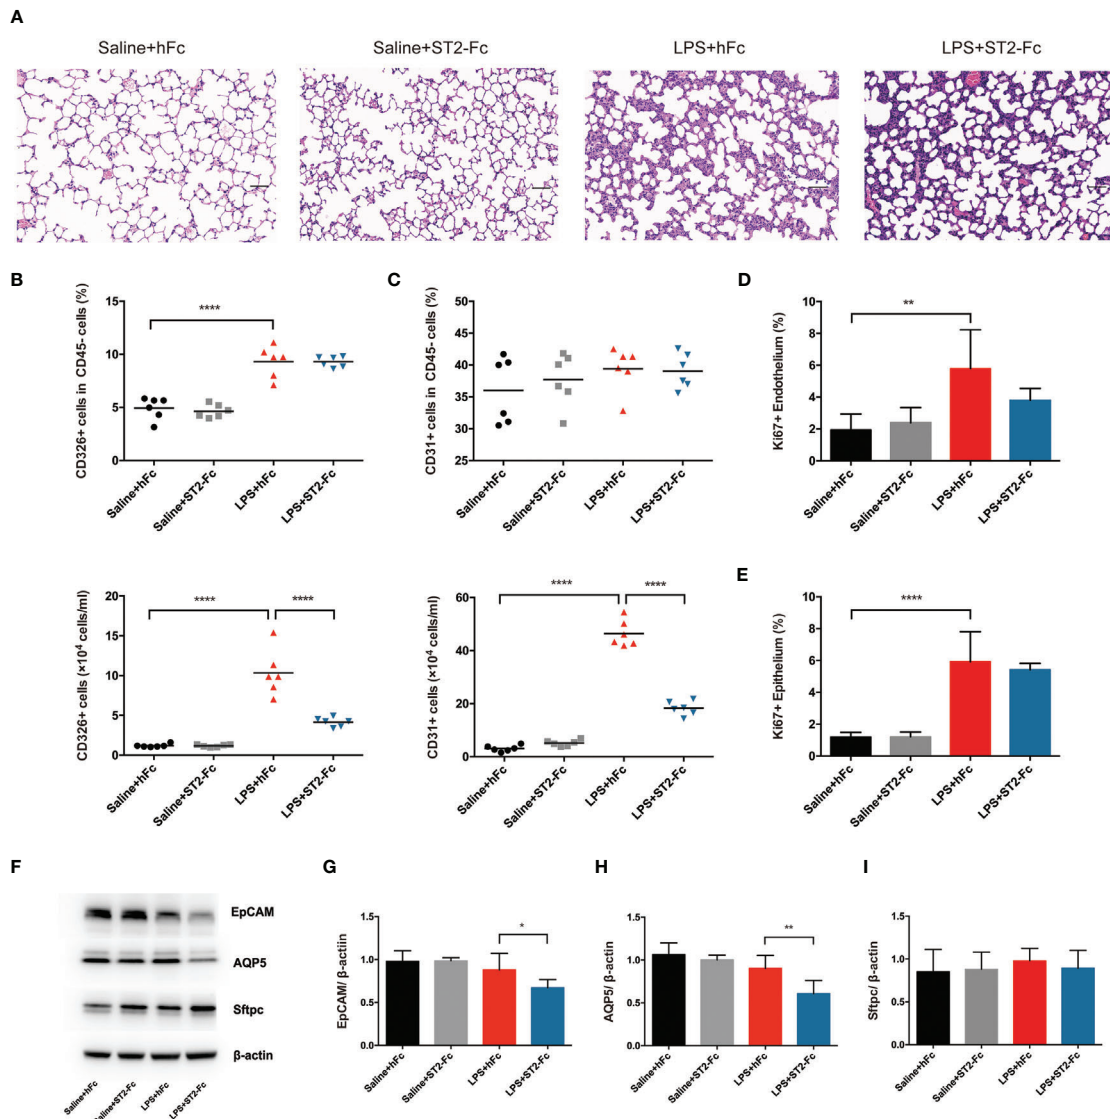 A
Saline+hFc
Saline+ST2-Fc
LPS+hFc
LPS+ST2-Fc
B
CD326+ cells in CD45- cells (%)
15
10
5
0
****
Saline+hFc
Saline+ST2-Fc
LPS+hFc
LPS+ST2-Fc
C
CD31+ cells in CD45- cells (%)
50
45
40
35
30
25
Saline+hFc
Saline+ST2-Fc
LPS+hFc
LPS+ST2-Fc
D
Ki67+ Endothelium (%)
10
8
6
4
2
0
**
Saline+hFc
Saline+ST2-Fc
LPS+hFc
LPS+ST2-Fc
CD326+ cells (×10⁴ cells/ml)
20
15
10
5
0
****
****
Saline+hFc
Saline+ST2-Fc
LPS+hFc
LPS+ST2-Fc
CD31+ cells (×10⁴ cells/ml)
60
40
20
0
****
****
Saline+hFc
Saline+ST2-Fc
LPS+hFc
LPS+ST2-Fc
E
Ki67+ Epithelium (%)
10
8
6
4
2
0
****
Saline+hFc
Saline+ST2-Fc
LPS+hFc
LPS+ST2-Fc
F
EpCAM
AQP5
Sftpc
β-actin
Saline+hFc
Saline+ST2-Fc
LPS+hFc
LPS+ST2-Fc
G
EpCAM/ β-actiin
1.5
1.0
0.5
0.0
*
Saline+hFc
Saline+ST2-Fc
LPS+hFc
LPS+ST2-Fc
H
AQP5/ β-actin
1.5
1.0
0.5
0.0
**
Saline+hFc
Saline+ST2-Fc
LPS+hFc
LPS+ST2-Fc
I
Sftpc/ β-actin
1.5
1.0
0.5
0.0
Saline+hFc
Saline+ST2-Fc
LPS+hFc
LPS+ST2-Fc